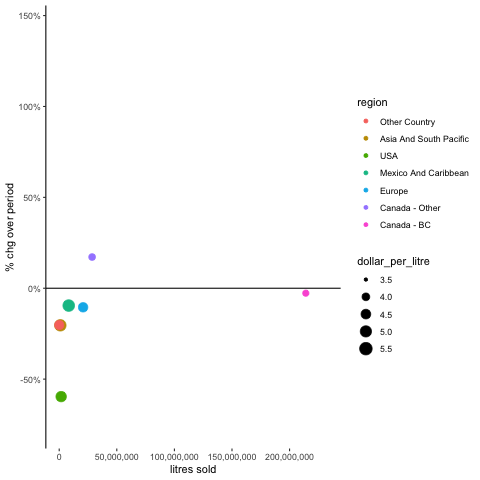 150%
100%
50%
0%
-50%
% chg over period
0
50,000,000
100,000,000
150,000,000
200,000,000
litres sold
region
Other Country
Asia And South Pacific
USA
Mexico And Caribbean
Europe
Canada - Other
Canada - BC
dollar_per_litre
3.5
4.0
4.5
5.0
5.5